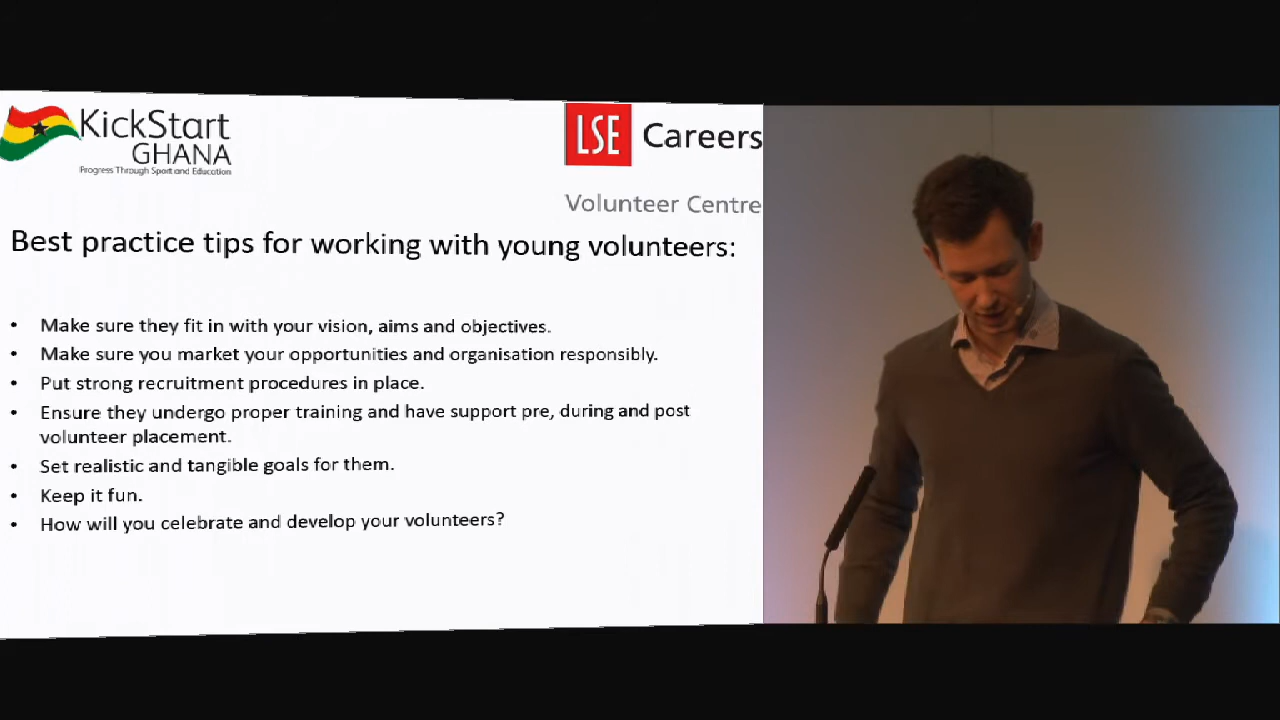 KickStart
GHANA
Progress Through Sport and Education
LSE Careers
Volunteer Centre
Best practice tips for working with young volunteers:
• Make sure they fit in with your vision, aims and objectives.
• Make sure you market your opportunities and organisation responsibly.
• Put strong recruitment procedures in place.
• Ensure they undergo proper training and have support pre, during and post
volunteer placement.
• Set realistic and tangible goals for them.
• Keep it fun.
• How will you celebrate and develop your volunteers?